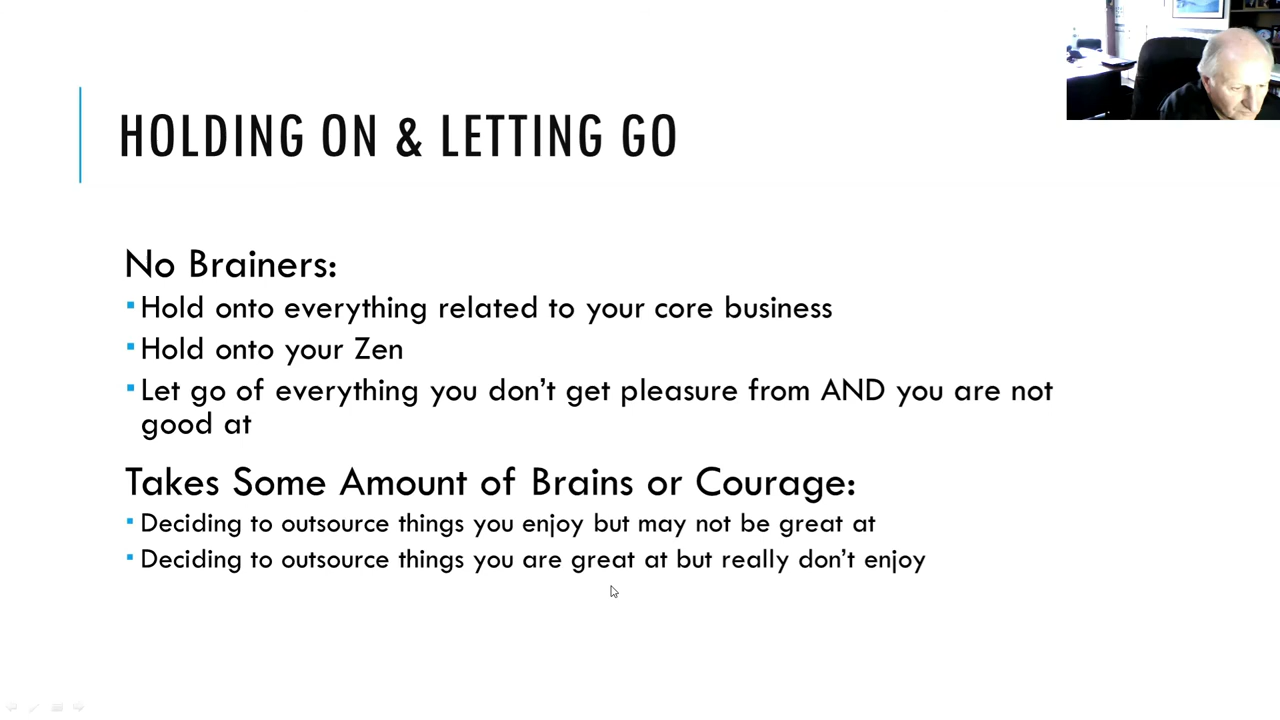 HOLDING ON & LETTING GO
No Brainers:
Hold onto everything related to your core business
Hold onto your Zen
Let go of everything you don’t get pleasure from AND you are not
good at
Takes Some Amount of Brains or Courage:
Deciding to outsource things you enjoy but may not be great at
Deciding to outsource things you are great at but really don’t enjoy